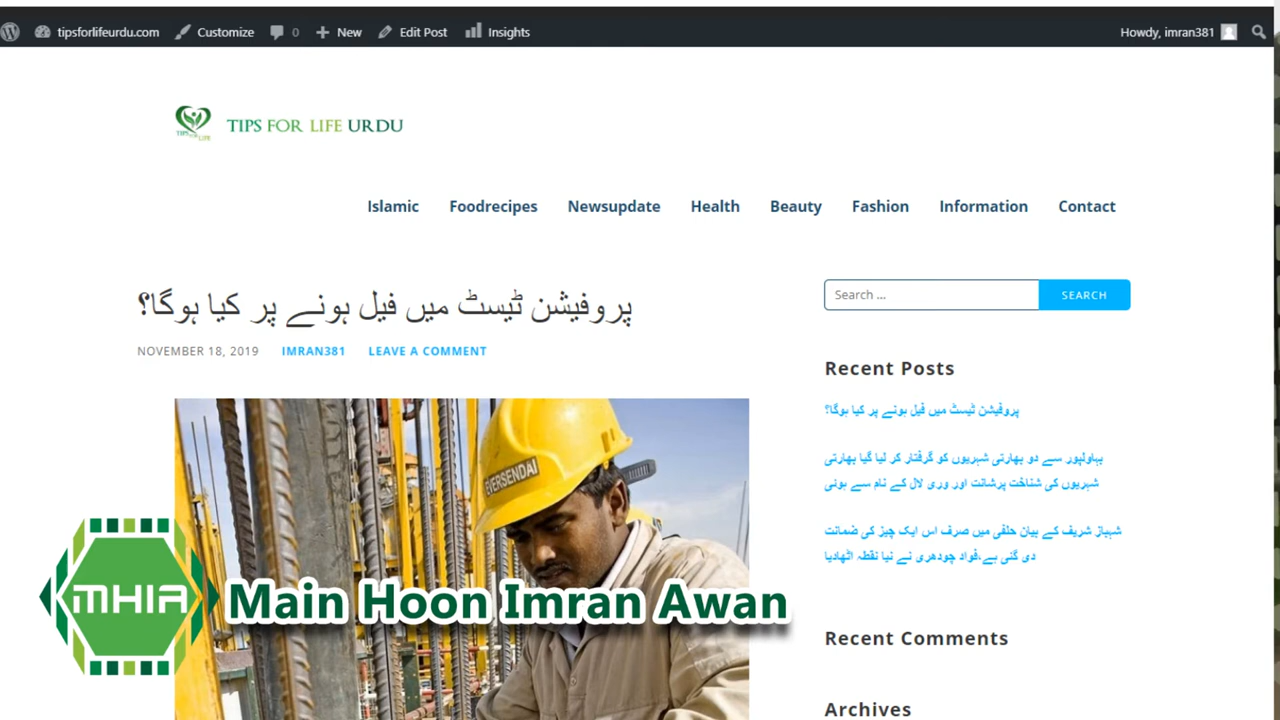 tipsforlifeurdu.com Customize 0 New Edit Post Insights Howdy, imran381
TIPS FOR LIFE
TIPS FOR LIFE URDU
Islamic Foodrecipes Newsupdate Health Beauty Fashion Information Contact
پروفیشن ٹیسٹ میں فیل ہونے پر کیا ہوگا؟
NOVEMBER 18, 2019 IMRAN381 LEAVE A COMMENT
Search ... SEARCH
Recent Posts
پروفیشن ٹیسٹ میں فیل ہونے پر کیا ہوگا؟
بہاولپور سے دو بھارتی شہریوں کو گرفتار کر لیا گیا بھارتی
شہریوں کی شناخت پرشانت اور وری لال کے نام سے ہوئی
شہباز شریف کے بیان حلفی میں صرف اس ایک چیز کی ضمانت
دی گئی ہے،فواد چودھری نے نیا نقطہ اٹھادیا
EVERSENDAI
MHIA
Main Hoon Imran Awan
Recent Comments
Archives